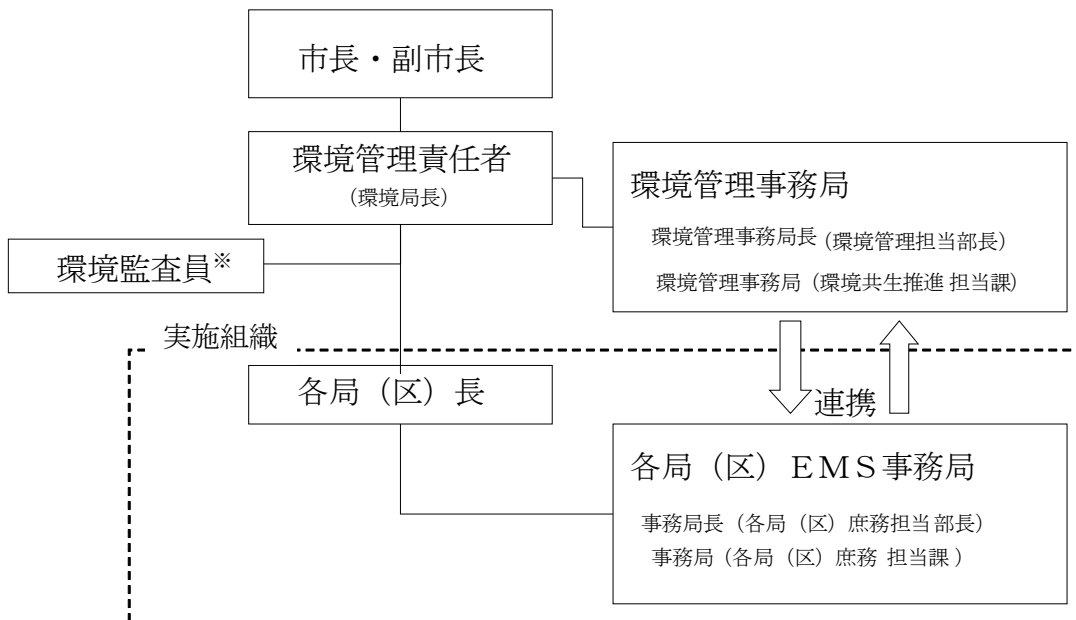 市長・副市長
環境管理責任者
(環境局長)
環境管理事務局
環境管理事務局長(環境管理担当部長)
環境管理事務局(環境共生推進 担当課)
環境監査員※
実施組織
各局(区)長
連携
各局(区)EMS事務局
事務局長(各局(区)庶務担当部長)
事務局(各局(区)庶務 担当課 )